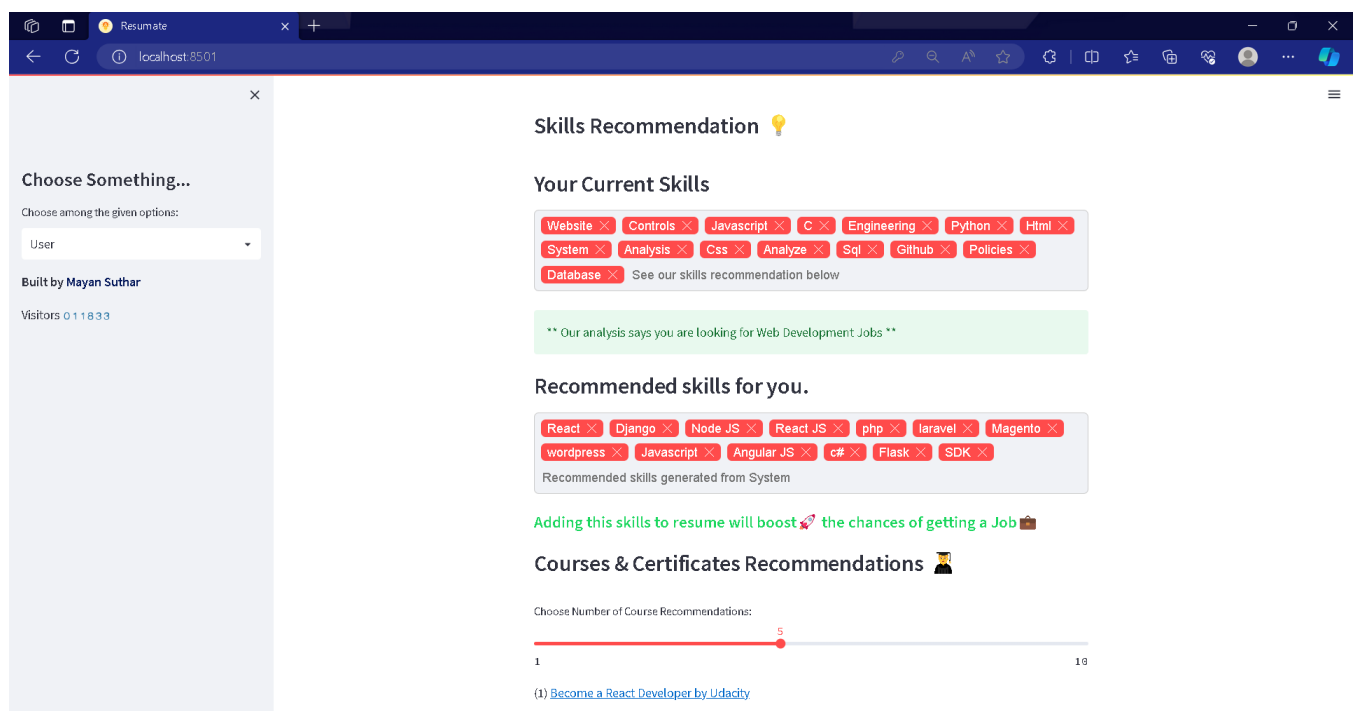 Resumate
localhost:8501
Choose Something...
Choose among the given options:
User
Built by Mayan Suthar
Visitors 011833
Skills Recommendation
Your Current Skills
Website Controls Javascript C Engineering Python Html
System Analysis Css Analyze Sql Github Policies
Database See our skills recommendation below
** Our analysis says you are looking for Web Development Jobs **
Recommended skills for you.
React Django Node JS React JS php laravel Magento
wordpress Javascript Angular JS c# Flask SDK
Recommended skills generated from System
Adding this skills to resume will boost🚀 the chances of getting a Job💼
Courses & Certificates Recommendations
Choose Number of Course Recommendations:
5
1 10
(1) Become a React Developer by Udacity